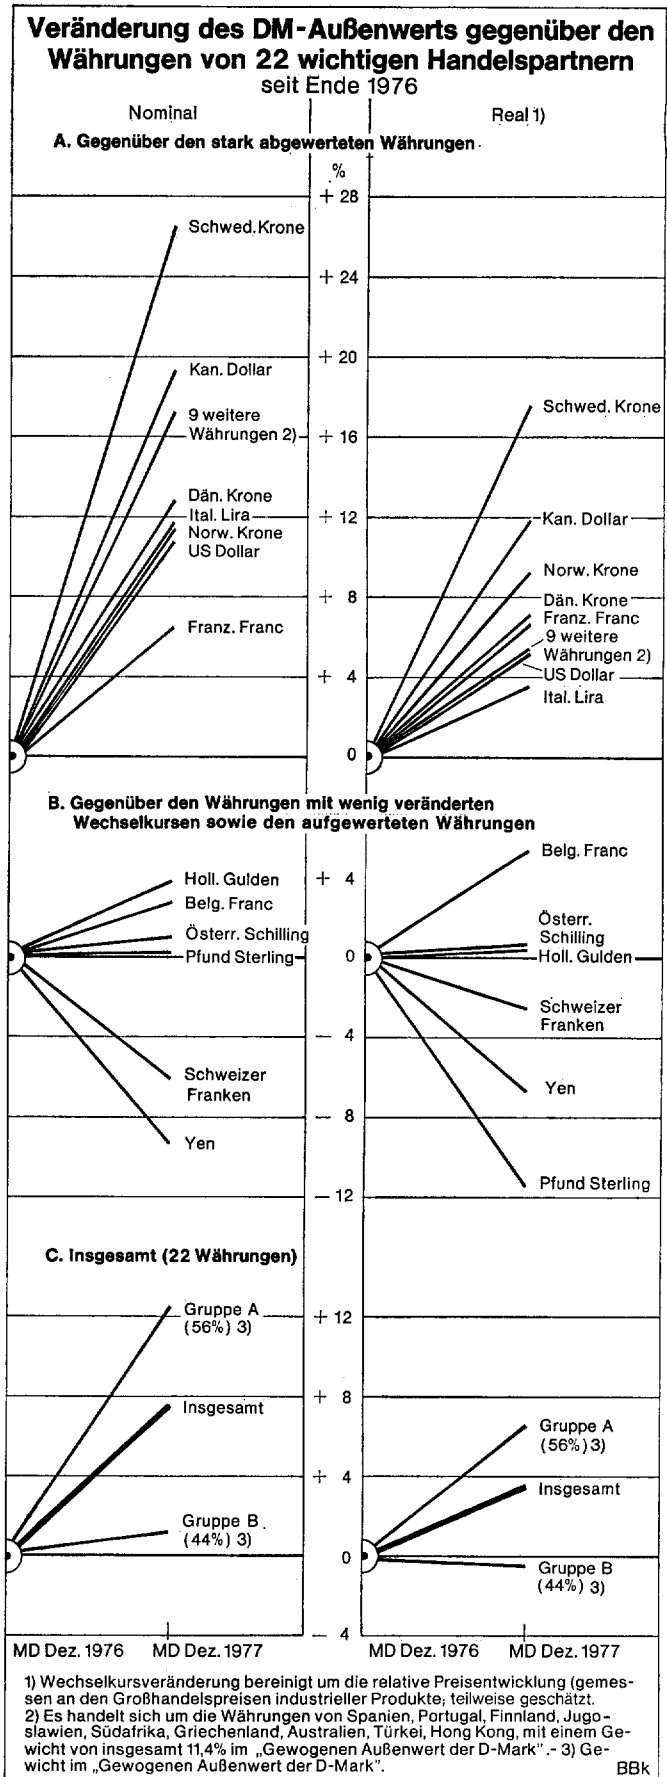 Veränderung des DM-Außenwerts gegenüber den
Währungen von 22 wichtigen Handelspartnern
seit Ende 1976
Nominal
Real 1)
A. Gegenüber den stark abgewerteten Währungen
%
+ 28
+ 24
+ 20
+ 16
+ 12
+ 8
+ 4
0
Schwed. Krone
Kan. Dollar
9 weitere
Währungen 2)
Dän. Krone
Ital. Lira
Norw. Krone
US Dollar
Franz. Franc
Schwed. Krone
Kan. Dollar
Norw. Krone
Dän. Krone
Franz. Franc
9 weitere
Währungen 2)
US Dollar
Ital. Lira
B. Gegenüber den Währungen mit wenig veränderten
Wechselkursen sowie den aufgewerteten Währungen
+ 4
0
− 4
− 8
− 12
Holl. Gulden
Belg. Franc
Österr. Schilling
Pfund Sterling
Schweizer
Franken
Yen
Belg. Franc
Österr.
Schilling
Holl. Gulden
Schweizer
Franken
Yen
Pfund Sterling
C. Insgesamt (22 Währungen)
+ 12
+ 8
+ 4
0
− 4
Gruppe A
(56%) 3)
Insgesamt
Gruppe B
(44%) 3)
Gruppe A
(56%) 3)
Insgesamt
Gruppe B
(44%) 3)
MD Dez. 1976 MD Dez. 1977
MD Dez. 1976 MD Dez. 1977
1) Wechselkursveränderung bereinigt um die relative Preisentwicklung (gemes-
sen an den Großhandelspreisen industrieller Produkte; teilweise geschätzt.
2) Es handelt sich um die Währungen von Spanien, Portugal, Finnland, Jugo-
slawien, Südafrika, Griechenland, Australien, Türkei, Hong Kong, mit einem Ge-
wicht von insgesamt 11,4% im „Gewogenen Außenwert der D-Mark".- 3) Ge-
wicht im „Gewogenen Außenwert der D-Mark".
BBk